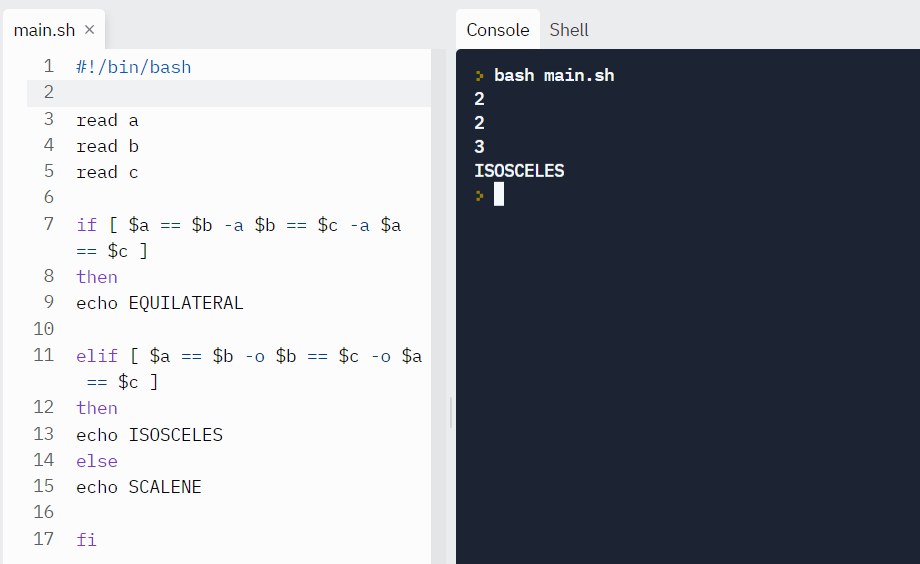 main.sh ×
1 #!/bin/bash
2
3 read a
4 read b
5 read c
6
7 if [ $a == $b -a $b == $c -a $a
== $c ]
8 then
9 echo EQUILATERAL
10
11 elif [ $a == $b -o $b == $c -o $a
== $c ]
12 then
13 echo ISOSCELES
14 else
15 echo SCALENE
16
17 fi
Console Shell
> bash main.sh
2
2
3
ISOSCELES
>